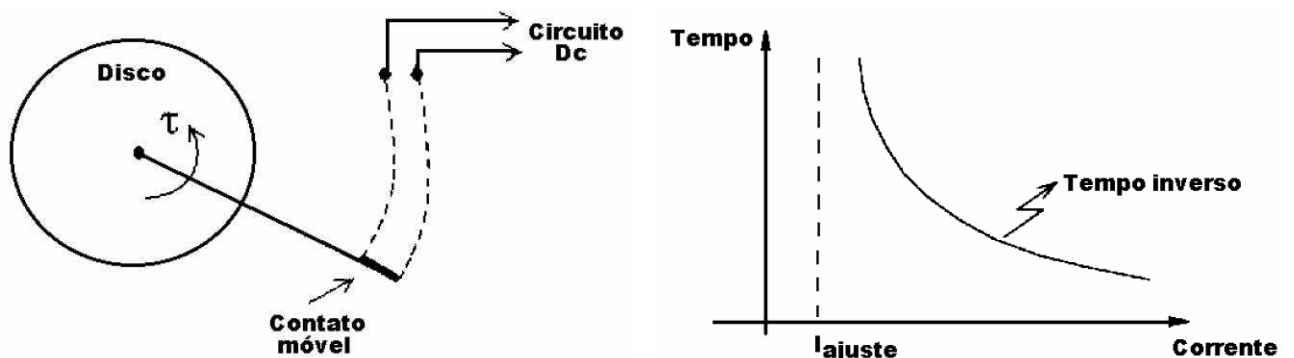 Disco
τ
Circuito
Dc
Contato
móvel
Tempo
Tempo inverso
Iajuste
Corrente